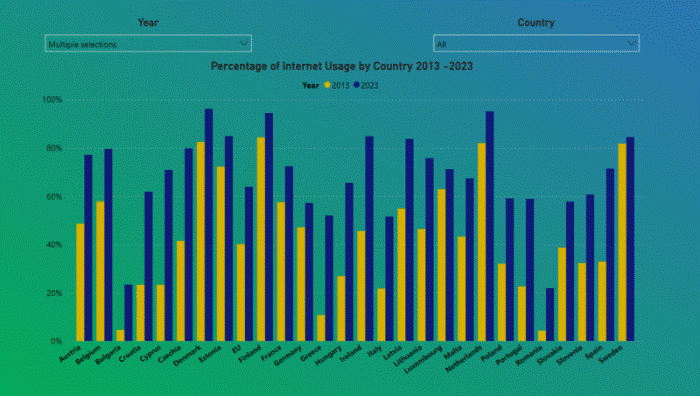 Year
Country
Multiple selections
All
Percentage of Internet Usage by Country 2013 -2023
Year 2013 2023
100%
80%
60%
40%
20%
0%
Austria
Belgium
Bulgaria
Croatia
Cyprus
Czechia
Denmark
Estonia
EU
Finland
France
Germany
Greece
Hungary
Ireland
Italy
Latvia
Lithuania
Luxembourg
Malta
Netherlands
Poland
Portugal
Romania
Slovakia
Slovenia
Spain
Sweden